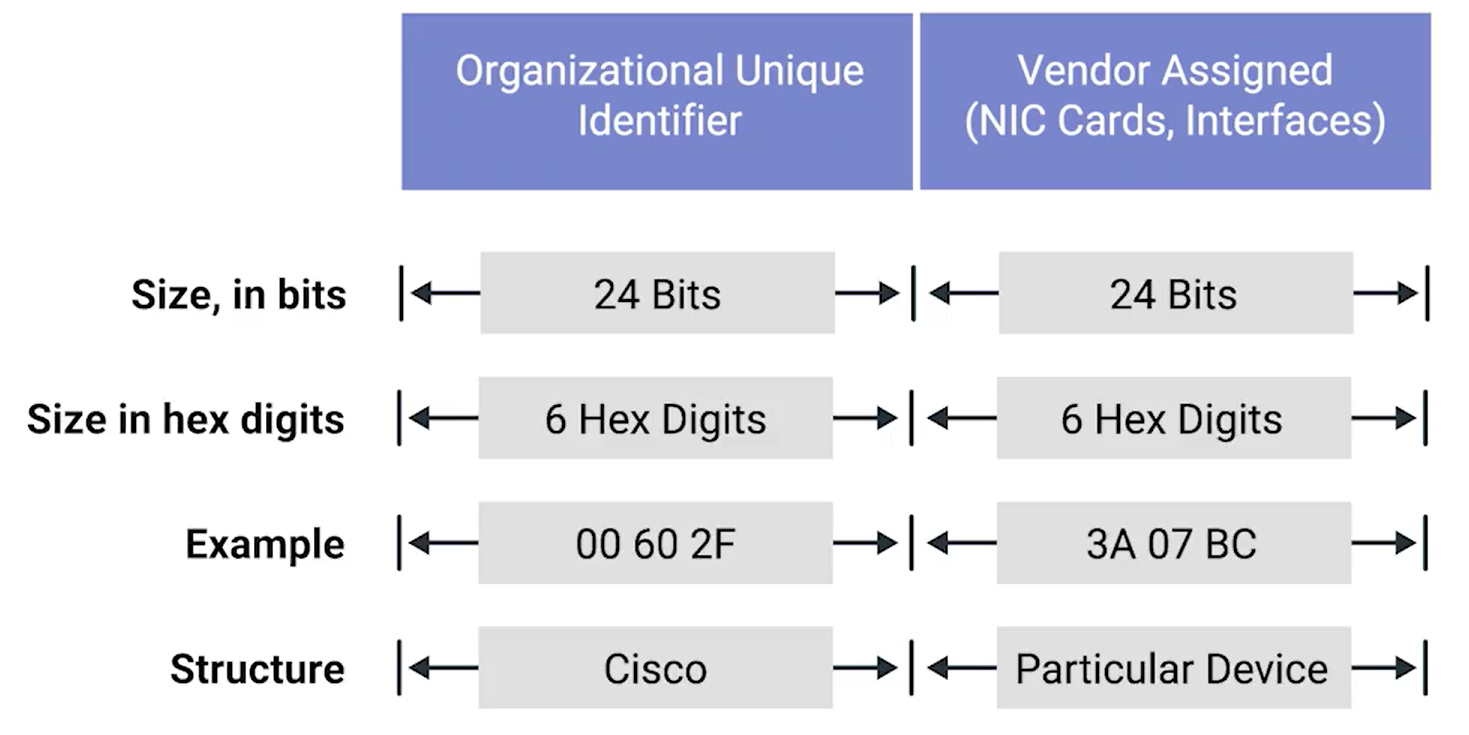 Organizational Unique
Identifier
Vendor Assigned
(NIC Cards, Interfaces)
Size, in bits
24 Bits
24 Bits
Size in hex digits
6 Hex Digits
6 Hex Digits
Example
00 60 2F
3A 07 BC
Structure
Cisco
Particular Device